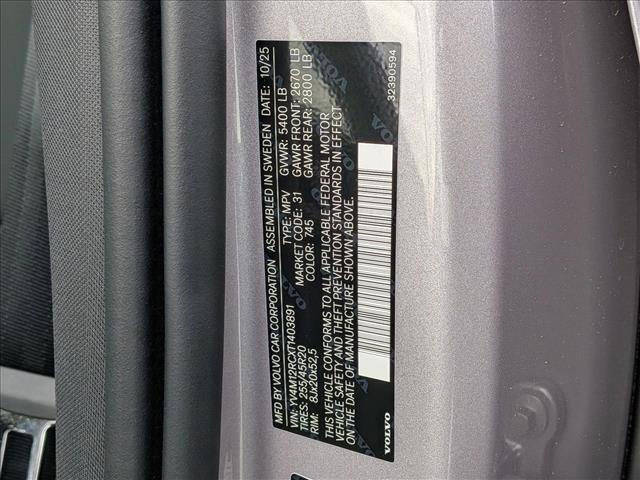 MFD BY VOLVO CAR CORPORATION ASSEMBLED IN SWEDEN DATE: 10/25
VIN: YV4M12RCXT1403891 TYPE: MPV GVWR: 5400 LB
TIRES: 255/45R20 MARKET CODE: 31 GAWR FRONT: 2670 LB
RIM: 8Jx20x52,5 COLOR: 745 GAWR REAR: 2800 LB
THIS VEHICLE CONFORMS TO ALL APPLICABLE FEDERAL MOTOR
VEHICLE SAFETY AND THEFT PREVENTION STANDARDS IN EFFECT
ON THE DATE OF MANUFACTURE SHOWN ABOVE.
VOLVO
VOLVO
VOLVO
VOLVO
32390594